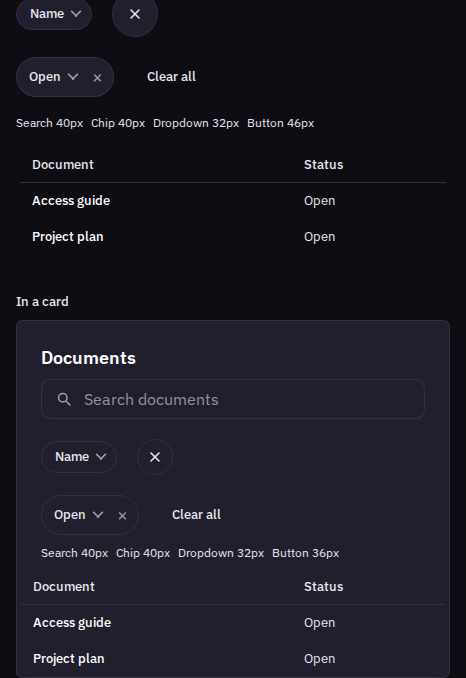 Name
Open Clear all
Search 40px Chip 40px Dropdown 32px Button 46px
Document Status
Access guide Open
Project plan Open
In a card
Documents
Search documents
Name
Open Clear all
Search 40px Chip 40px Dropdown 32px Button 36px
Document Status
Access guide Open
Project plan Open